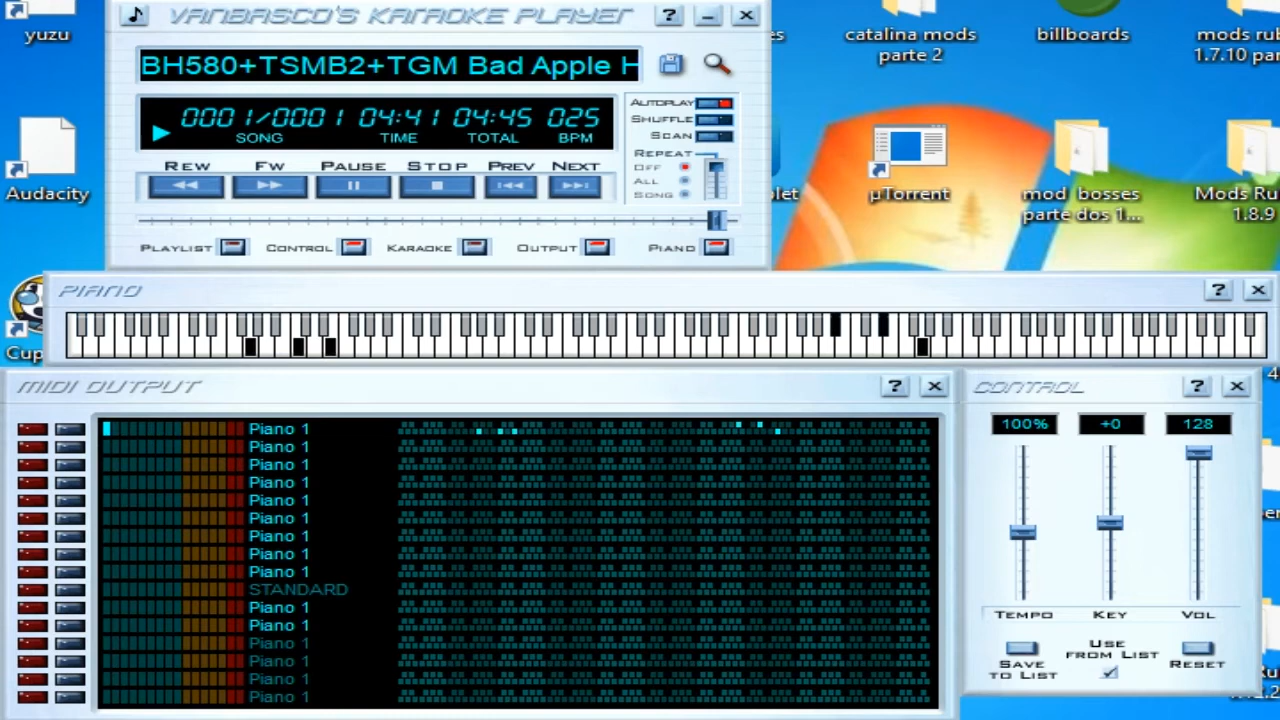 yuzu
Audacity
Cup
VANBASCO'S KARAOKE PLAYER
?
BH580+TSMB2+TGM Bad Apple H
0001/0001 04:41 04:45 025
SONG TIME TOTAL BPM
AUTOPLAY
SHUFFLE
SCAN
REPEAT
OFF
ALL
SONG
REW FW PAUSE STOP PREV NEXT
PLAYLIST CONTROL KARAOKE OUTPUT PIANO
catalina mods
parte 2
billboards
mods rub
1.7.10 par
µTorrent
mod bosses
parte dos 1...
Mods Ru
1.8.9
PIANO
?
MIDI OUTPUT
?
Piano 1
Piano 1
Piano 1
Piano 1
Piano 1
Piano 1
Piano 1
Piano 1
Piano 1
STANDARD
Piano 1
Piano 1
Piano 1
Piano 1
Piano 1
Piano 1
CONTROL
?
100% +0 128
TEMPO KEY VOL
SAVE
TO LIST
USE
FROM LIST
RESET